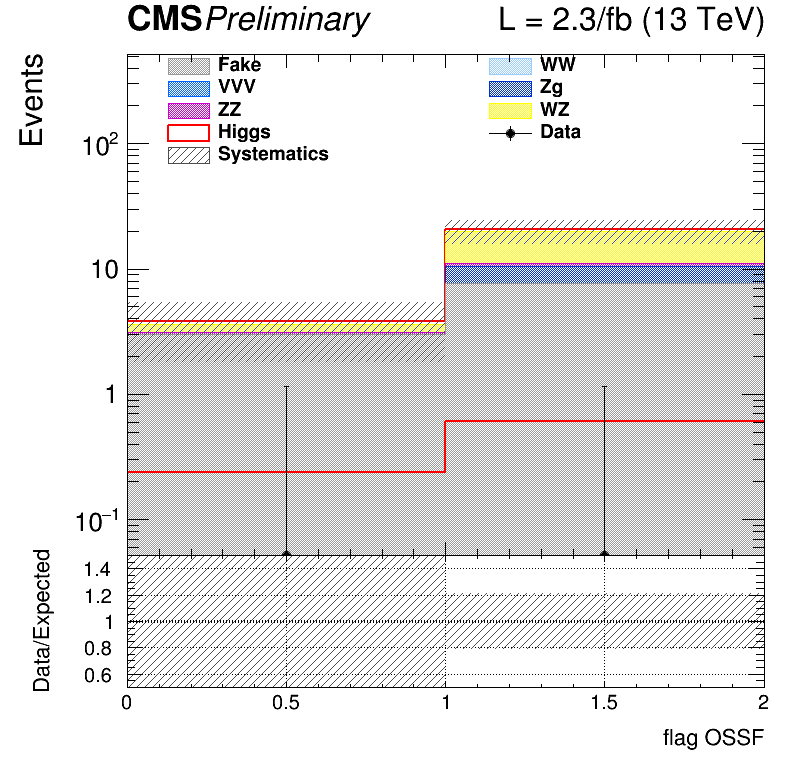 CMS Preliminary L = 2.3/fb (13 TeV)
Events
Fake WW
VVV Zg
ZZ WZ
Higgs Data
Systematics
10²
10
1
10⁻¹
Data/Expected
1.4
1.2
1
0.8
0.6
0 0.5 1 1.5 2
flag OSSF